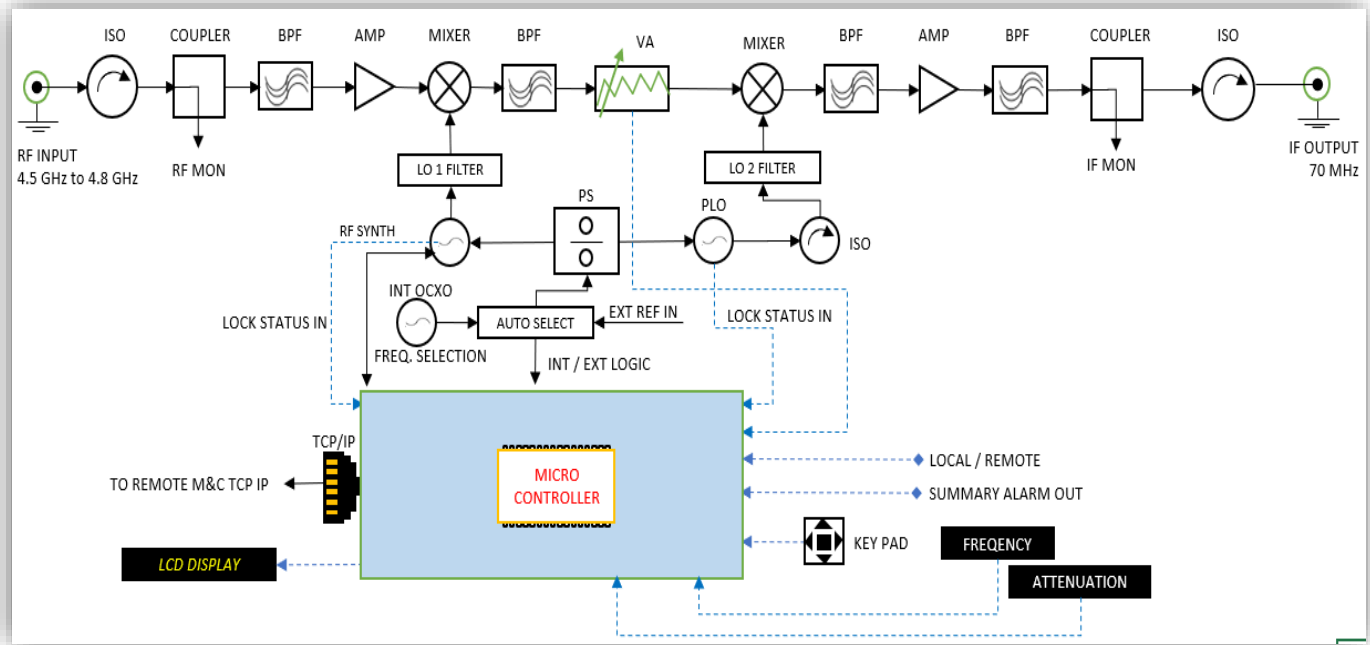 ISO
COUPLER
BPF
AMP
MIXER
BPF
VA
MIXER
BPF
AMP
BPF
COUPLER
ISO
RF INPUT
4.5 GHz to 4.8 GHz
RF MON
LO 1 FILTER
LO 2 FILTER
IF MON
IF OUTPUT
70 MHz
RF SYNTH
PS
PLO
ISO
INT OCXO
AUTO SELECT
EXT REF IN
LOCK STATUS IN
LOCK STATUS IN
FREQ. SELECTION
INT / EXT LOGIC
TCP/IP
TO REMOTE M&C TCP IP
MICRO
CONTROLLER
LOCAL / REMOTE
SUMMARY ALARM OUT
KEY PAD
FREQENCY
LCD DISPLAY
ATTENUATION